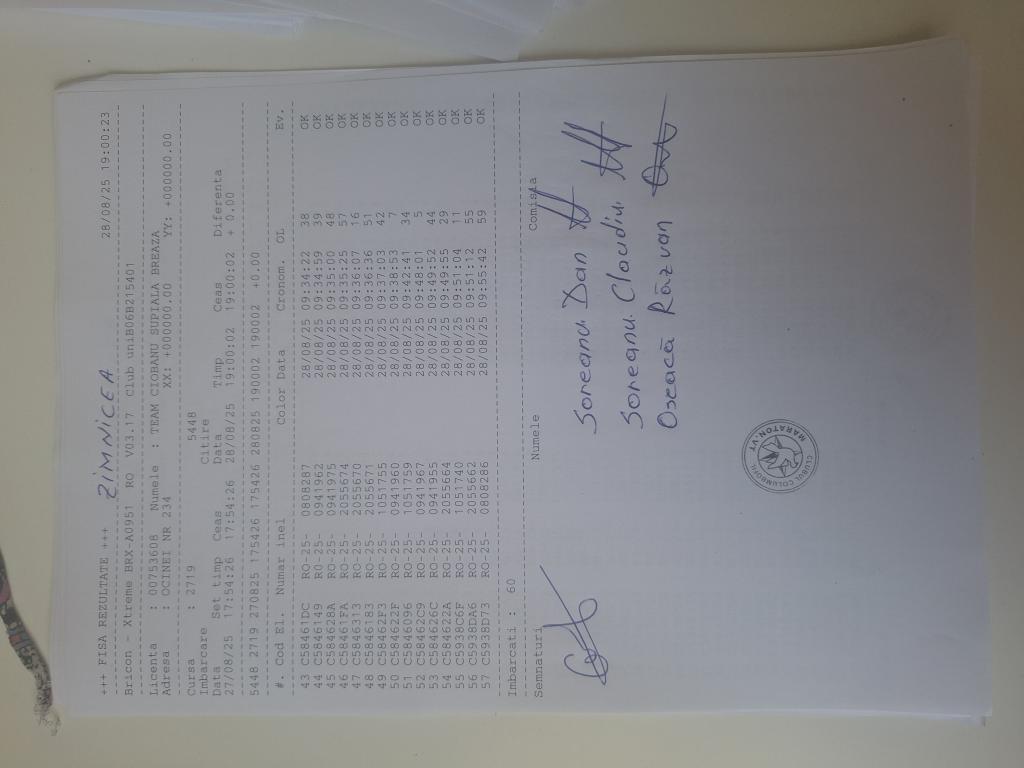 +++ FISA REZULTATE +++ ZIMNICEA 28/08/25 19:00:23
Bricon - Xtreme BRX-A0951 RO V03.17 Club uniB06B215401
Licenta : 00753608 Numele : TEAM CIOBANU SUPIALA BREAZA
Adresa : OCINEI NR 234 XX: +000000.00 YY: +000000.00
Cursa : 2719 5448
Imbarcare Citire
Data Set timp Ceas Data Timp Ceas Diferenta
27/08/25 17:54:26 17:54:26 28/08/25 19:00:02 19:00:02 + 0.00
5448 2719 270825 175426 175426 280825 190002 190002 +0.00
#. Cod El. Numar inel Color Data Cronom. OL Ev.
43 C58461DC RO-25- 0808287 28/08/25 09:34:22 38 OK
44 C5846149 RO-25- 0941962 28/08/25 09:34:59 39 OK
45 C584628A RO-25- 0941975 28/08/25 09:35:00 48 OK
46 C58461FA RO-25- 2055674 28/08/25 09:35:25 57 OK
47 C5846313 RO-25- 2055670 28/08/25 09:36:07 16 OK
48 C5846183 RO-25- 2055671 28/08/25 09:36:36 51 OK
49 C58462F3 RO-25- 1051755 28/08/25 09:37:03 42 OK
50 C584622F RO-25- 0941960 28/08/25 09:38:53 7 OK
51 C5846096 RO-25- 1051759 28/08/25 09:42:41 34 OK
52 C58462C9 RO-25- 0941967 28/08/25 09:48:01 5 OK
53 C584626C RO-25- 0941955 28/08/25 09:49:52 44 OK
54 C584622A RO-25- 2055664 28/08/25 09:49:55 29 OK
55 C5939C6F RO-25- 1051740 28/08/25 09:51:04 11 OK
56 C5938DA6 RO-25- 2055662 28/08/25 09:51:12 55 OK
57 C5938D73 RO-25- 0808286 28/08/25 09:55:42 59 OK
Imbarcati : 60
Semnaturi Numele Comisia
Soreanu Dan
Soreanu Claudiu
Oseacă Răzvan
CLUBUL COLUMBOFIL
MARATON.VT